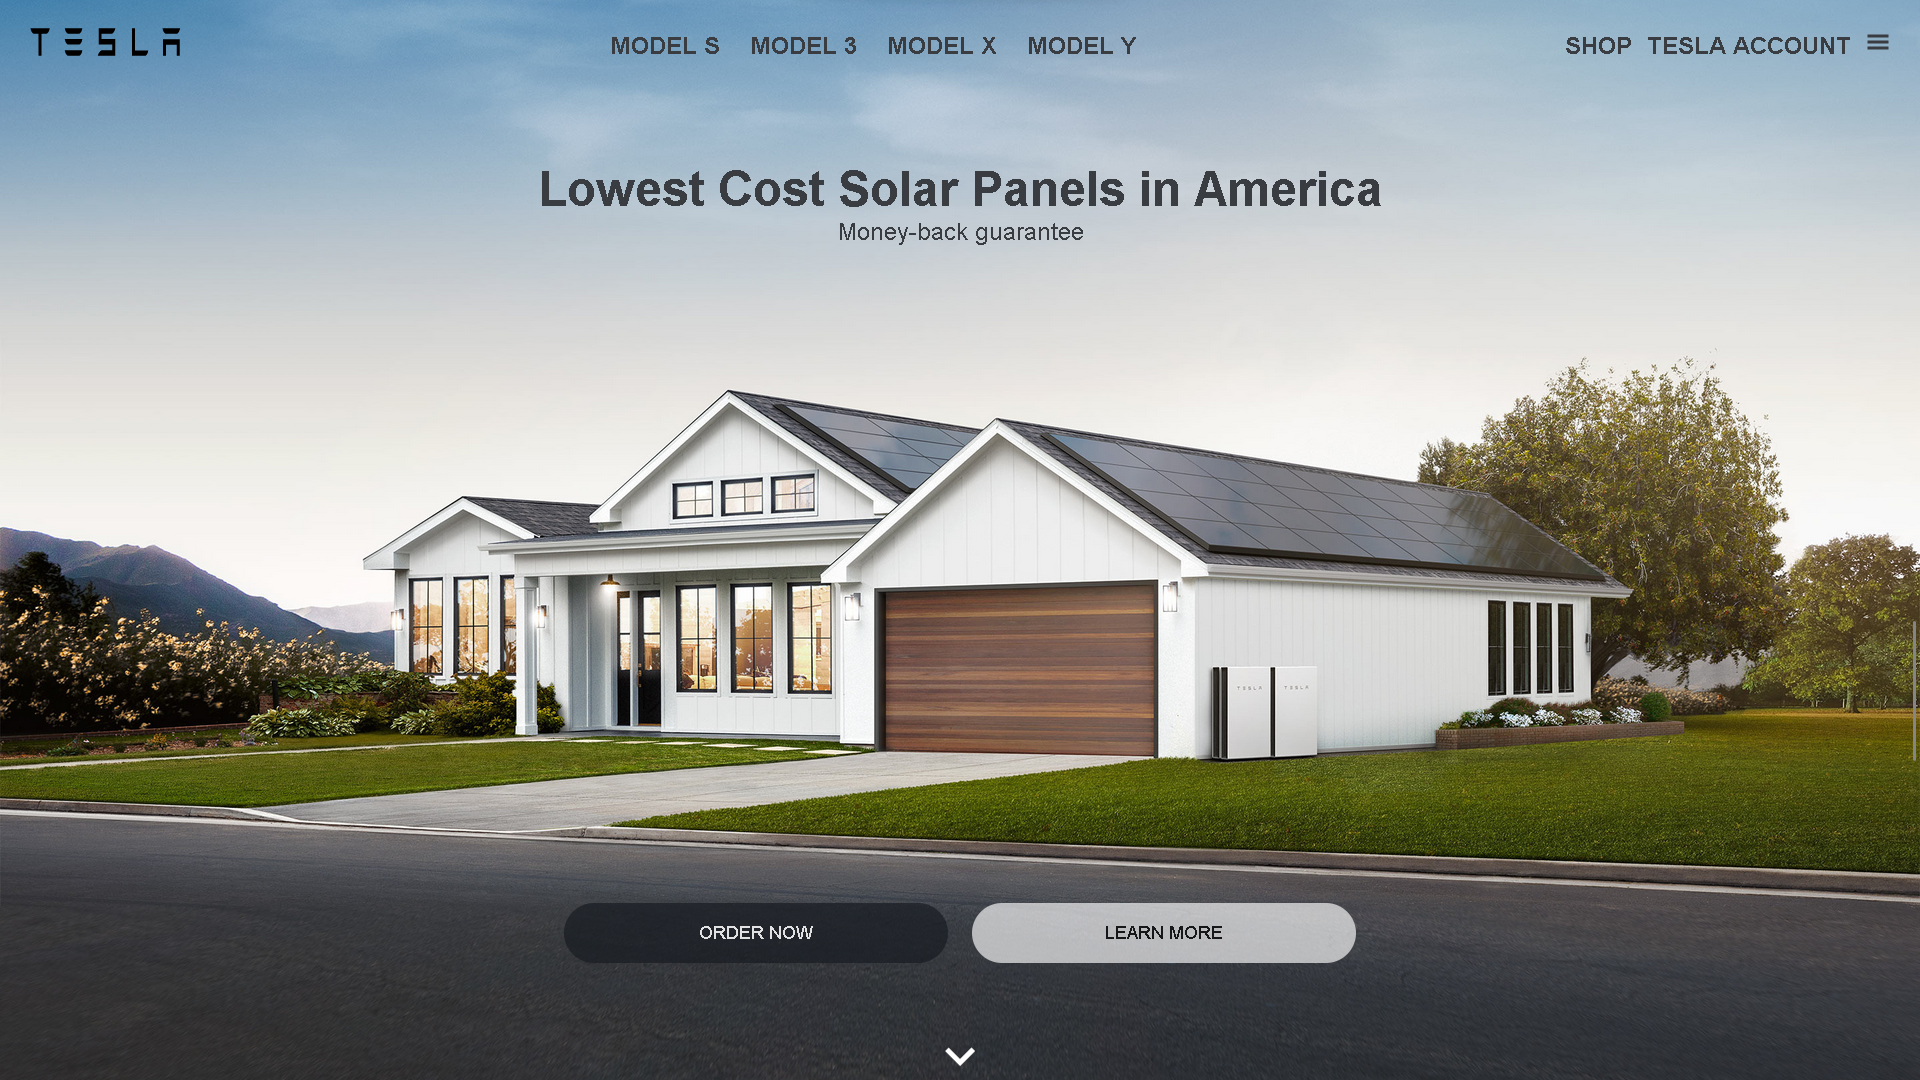 TESLA
MODEL S MODEL 3 MODEL X MODEL Y
SHOP TESLA ACCOUNT
Lowest Cost Solar Panels in America
Money-back guarantee
TESLA TESLA
ORDER NOW
LEARN MORE